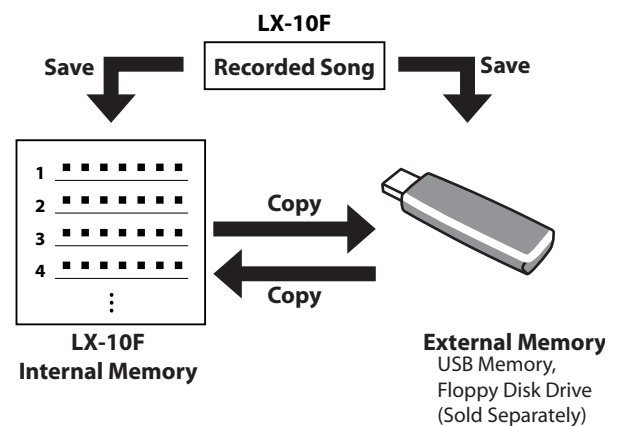 LX-10F
Recorded Song
Save
Save
1 ■ ■ ■ ■ ■ ■ ■
2 ■ ■ ■ ■ ■ ■ ■
3 ■ ■ ■ ■ ■ ■ ■
4 ■ ■ ■ ■ ■ ■ ■
⋮
Copy
Copy
LX-10F
Internal Memory
External Memory
USB Memory,
Floppy Disk Drive
(Sold Separately)